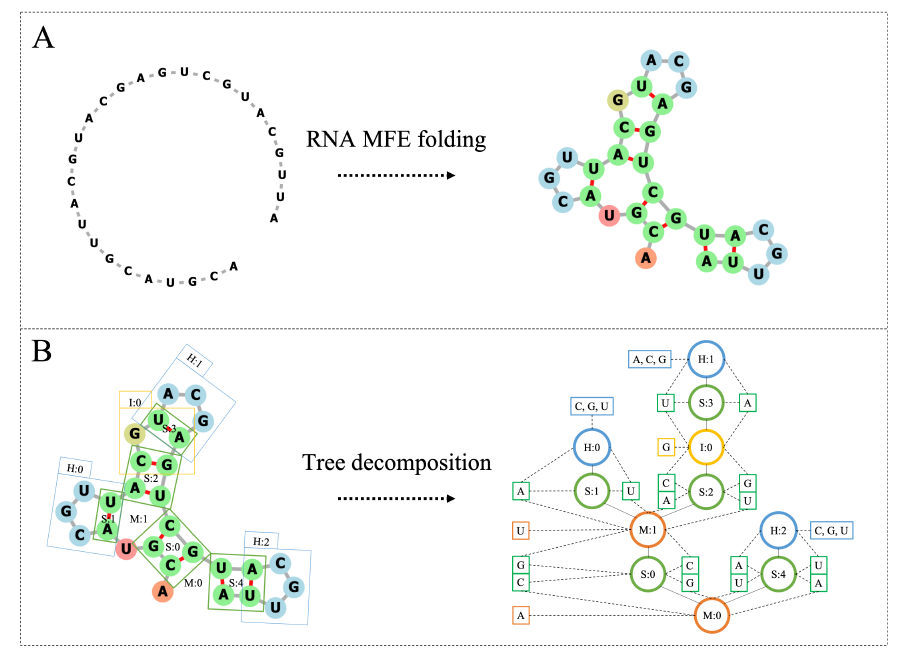 A
A C G A G U C G
U A U A
G C
C G
U U
U U
U A
G C A U G C A
RNA MFE folding
A C
U G
G A
C G
U U A U
G C
C A U G G C
C U A G
A A U U
B
H:1
I:0
A C
U S:3 G
G A
H:0 C G
S:2
U U A U
G S:1 M:1 C
C A S:0 H:2
U G G A C
C U S:4 G
M:0
A A U U
Tree decomposition
A, C, G H:1
U S:3 A
C, G, U
H:0 G I:0
C G
A S:1 U A S:2 U
U M:1 H:2 C, G, U
G C A U
C S:0 G U S:4 A
A M:0